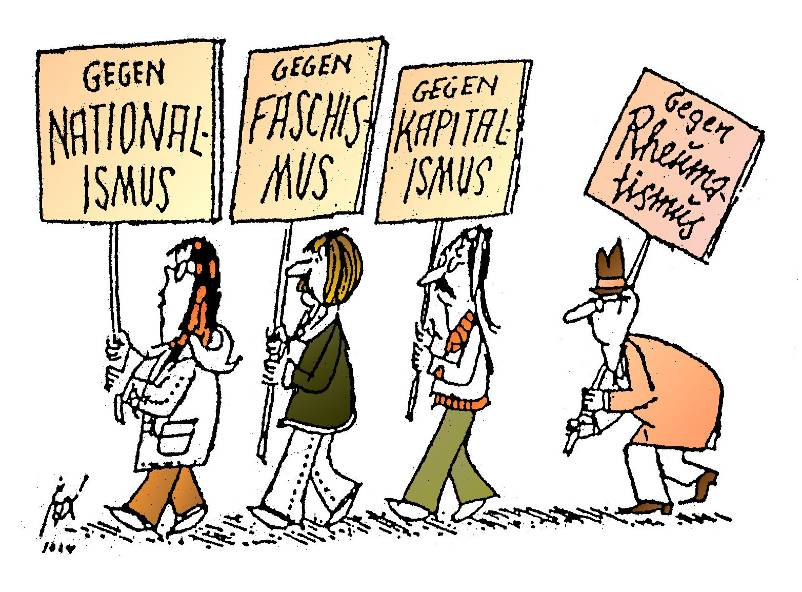 GEGEN
NATIONAL-
ISMUS
GEGEN
FASCHIS-
MUS
GEGEN
KAPITAL-
ISMUS
Gegen
Rheuma-
tismus